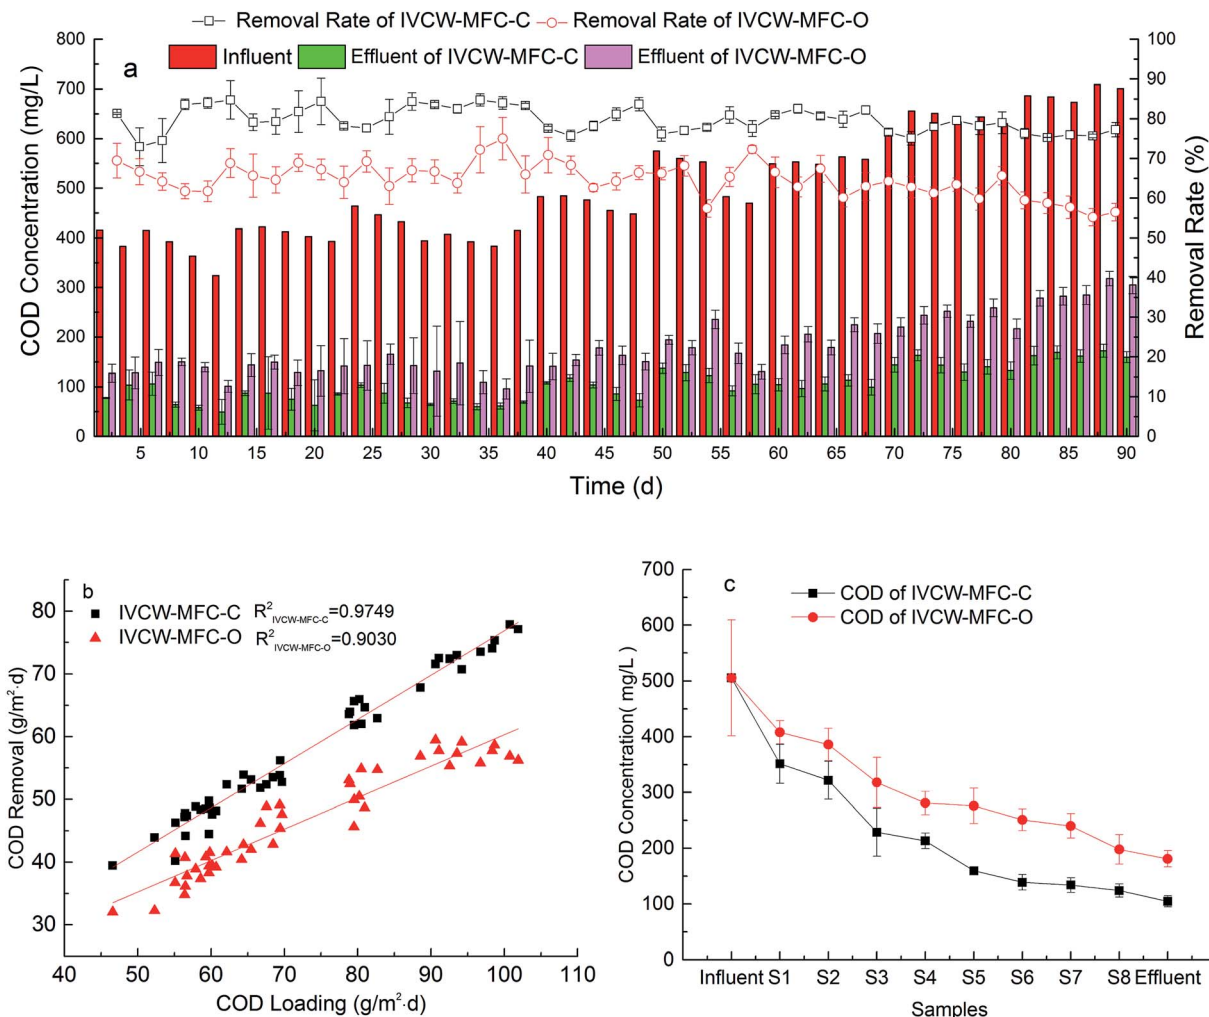 Removal Rate of IVCW-MFC-C Removal Rate of IVCW-MFC-O
Influent Effluent of IVCW-MFC-C Effluent of IVCW-MFC-O
a
COD Concentration (mg/L)
800
700
600
500
400
300
200
100
0
100
90
80
70
60
50
40
30
20
10
0
Removal Rate (%)
5 10 15 20 25 30 35 40 45 50 55 60 65 70 75 80 85 90
Time (d)
b
IVCW-MFC-C R²IVCW-MFC-C=0.9749
IVCW-MFC-O R²IVCW-MFC-O=0.9030
COD Removal (g/m²·d)
80
70
60
50
40
30
40 50 60 70 80 90 100 110
COD Loading (g/m²·d)
c
COD of IVCW-MFC-C
COD of IVCW-MFC-O
COD Concentration( mg/L )
700
600
500
400
300
200
100
0
Influent S1 S2 S3 S4 S5 S6 S7 S8 Effluent
Samples